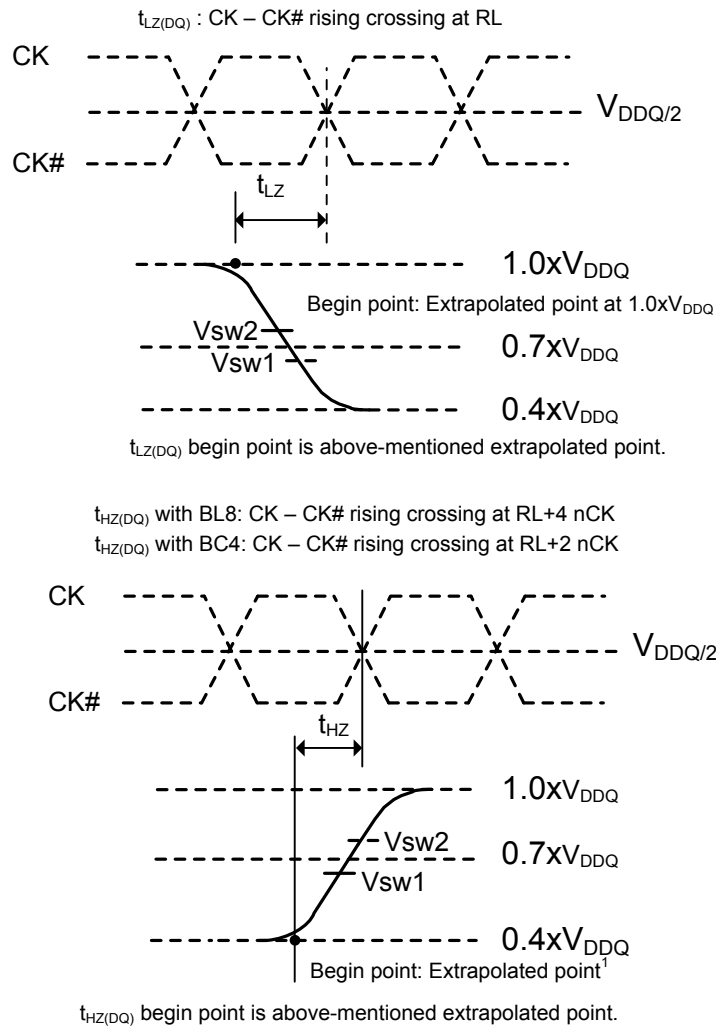 tLZ(DQ) : CK – CK# rising crossing at RL
CK
VDDQ/2
CK#
tLZ
1.0xVDDQ
Begin point: Extrapolated point at 1.0xVDDQ
Vsw2
0.7xVDDQ
Vsw1
0.4xVDDQ
tLZ(DQ) begin point is above-mentioned extrapolated point.
tHZ(DQ) with BL8: CK – CK# rising crossing at RL+4 nCK
tHZ(DQ) with BC4: CK – CK# rising crossing at RL+2 nCK
CK
VDDQ/2
CK#
tHZ
1.0xVDDQ
Vsw2
0.7xVDDQ
Vsw1
0.4xVDDQ
Begin point: Extrapolated point1
tHZ(DQ) begin point is above-mentioned extrapolated point.